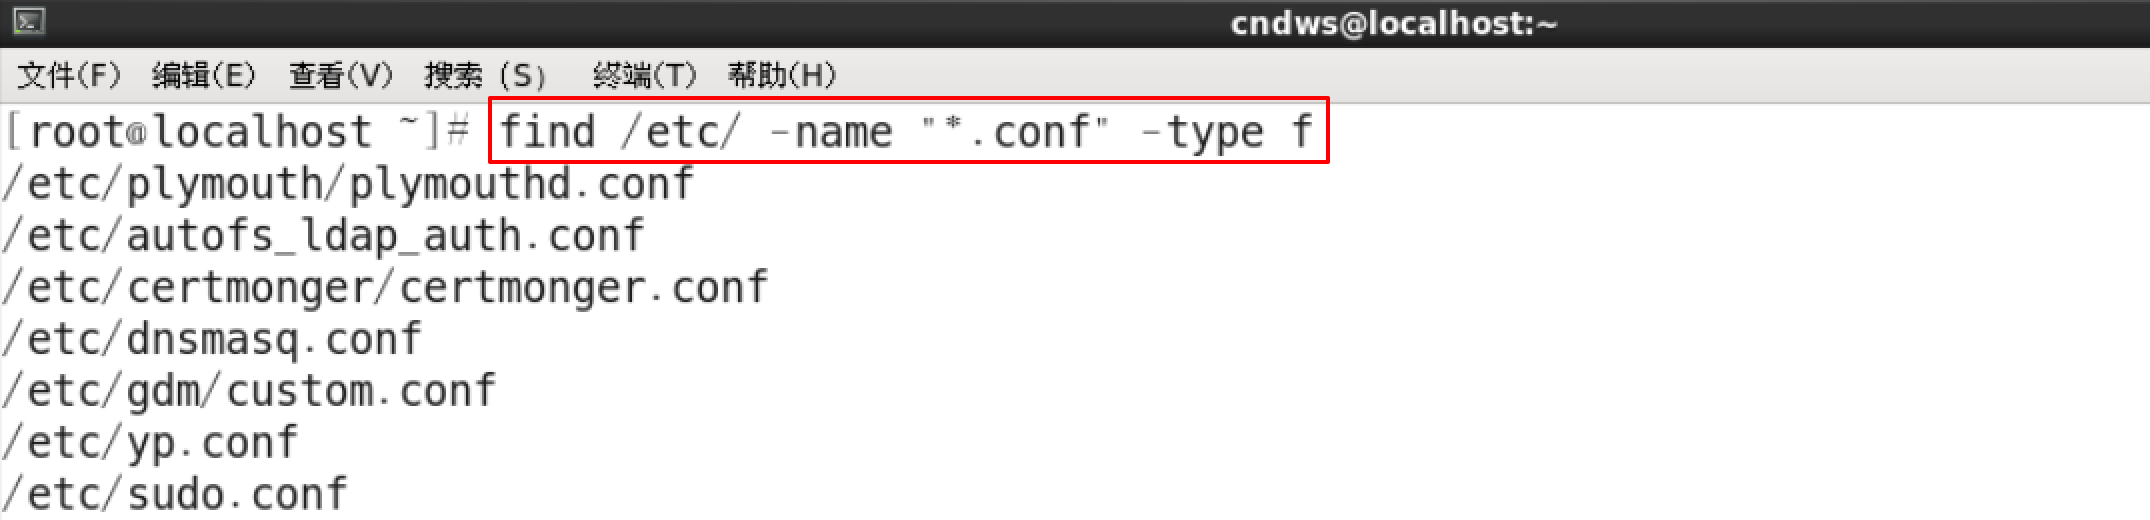 cndws@localhost:~
文件(F) 编辑(E) 查看(V) 搜索 (S) 终端(T) 帮助(H)
[root@localhost ~]# find /etc/ -name "*.conf" -type f
/etc/plymouth/plymouthd.conf
/etc/autofs_ldap_auth.conf
/etc/certmonger/certmonger.conf
/etc/dnsmasq.conf
/etc/gdm/custom.conf
/etc/yp.conf
/etc/sudo.conf